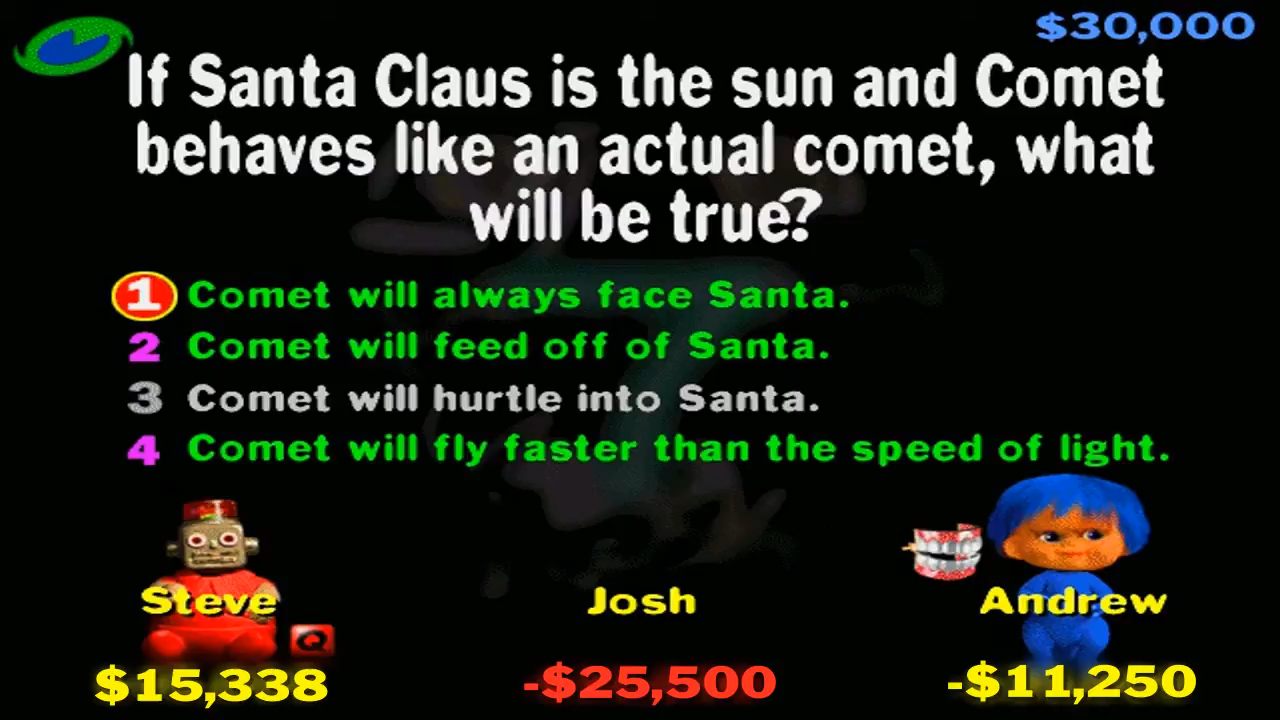 $30,000
If Santa Claus is the sun and Comet
behaves like an actual comet, what
will be true?
1 Comet will always face Santa.
2 Comet will feed off of Santa.
3 Comet will hurtle into Santa.
4 Comet will fly faster than the speed of light.
Steve
Josh
Andrew
Q
$15,338
-$25,500
-$11,250